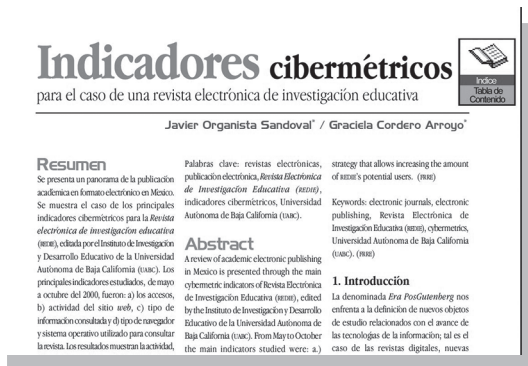 Indicadores cibermétricos
para el caso de una revista electrónica de investigación educativa
Indice
Tabla de
Contenido
Javier Organista Sandoval* / Graciela Cordero Arroyo*
Resumen
Se presenta un panorama de la publicación
académica en formato electrónico en México.
Se muestra el caso de los principales
indicadores cibermétricos para la Revista
electrónica de investigación educativa
(REDIE), editada por el Instituto de Investigación
y Desarrollo Educativo de la Universidad
Autónoma de Baja California (UABC). Los
principales indicadores estudiados, de mayo
a octubre del 2000, fueron: a) los accesos,
b) actividad del sitio web, c) tipo de
información consultada y d) tipo de navegador
y sistema operativo utilizado para consultar
la revista. Los resultados muestran la actividad,
Palabras clave: revistas electrónicas,
publicación electrónica, Revista Electrónica
de Investigación Educativa (REDIE),
indicadores cibermétricos, Universidad
Autónoma de Baja California (UABC).
Abstract
A review of academic electronic publishing
in Mexico is presented through the main
cybermetric indicators of Revista Electrónica
de Investigación Educativa (REDIE), edited
by the Instituto de Investigación y Desarrollo
Educativo de la Universidad Autónoma de
Baja California (UABC). From May to October
the main indicators studied were: a.)
strategy that allows increasing the amount
of REDIE's potential users. (PKRE)
Keywords: electronic journals, electronic
publishing, Revista Electrónica de
Investigación Educativa (REDIE), cybermetrics,
Universidad Autónoma de Baja California
(UABC). (PKRE)
1. Introducción
La denominada Era PosGutenberg nos
enfrenta a la definición de nuevos objetos
de estudio relacionados con el avance de
las tecnologías de la información; tal es el
caso de las revistas digitales, nuevas